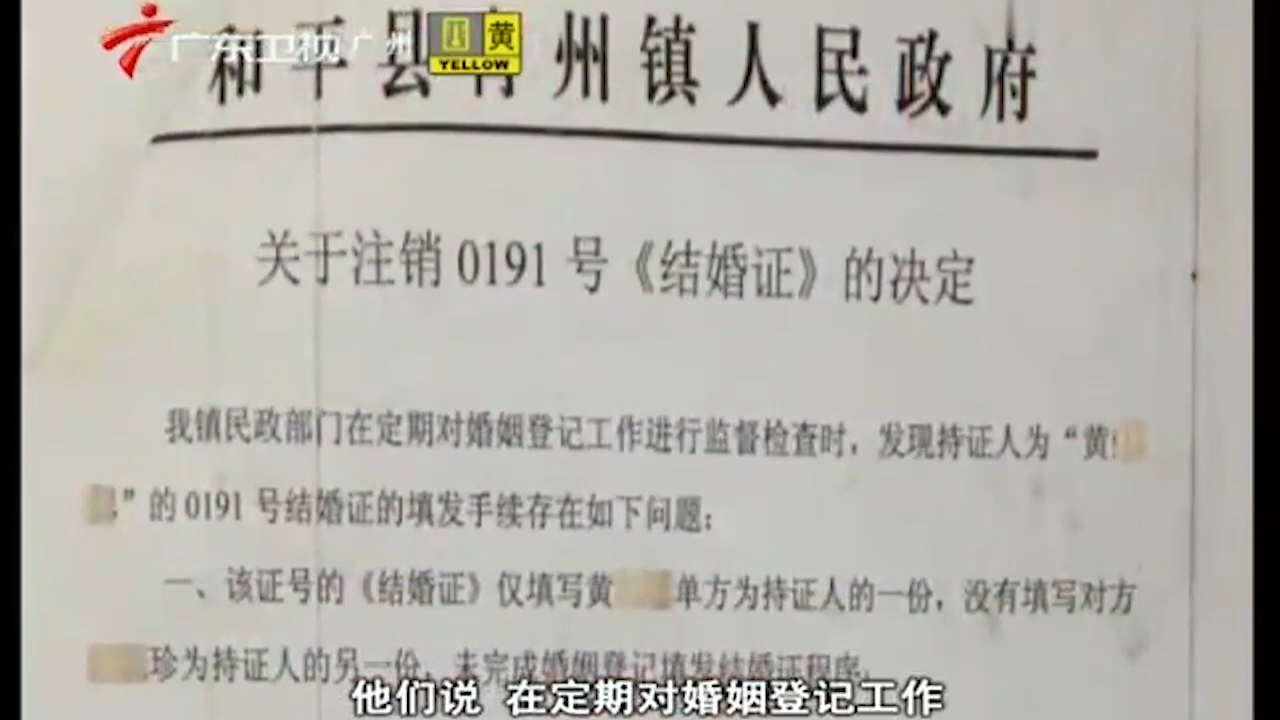 广东卫视 广州
四 黄
YELLOW
和平县青州镇人民政府
关于注销 0191 号《结婚证》的决定
我镇民政部门在定期对婚姻登记工作进行监督检查时，发现持证人为“黄
”的 0191 号结婚证的填发手续存在如下问题：
一、该证号的《结婚证》仅填写黄 单方为持证人的一份，没有填写对方
珍为持证人的另一份，未完成婚姻登记填发结婚证程序。
他们说 在定期对婚姻登记工作